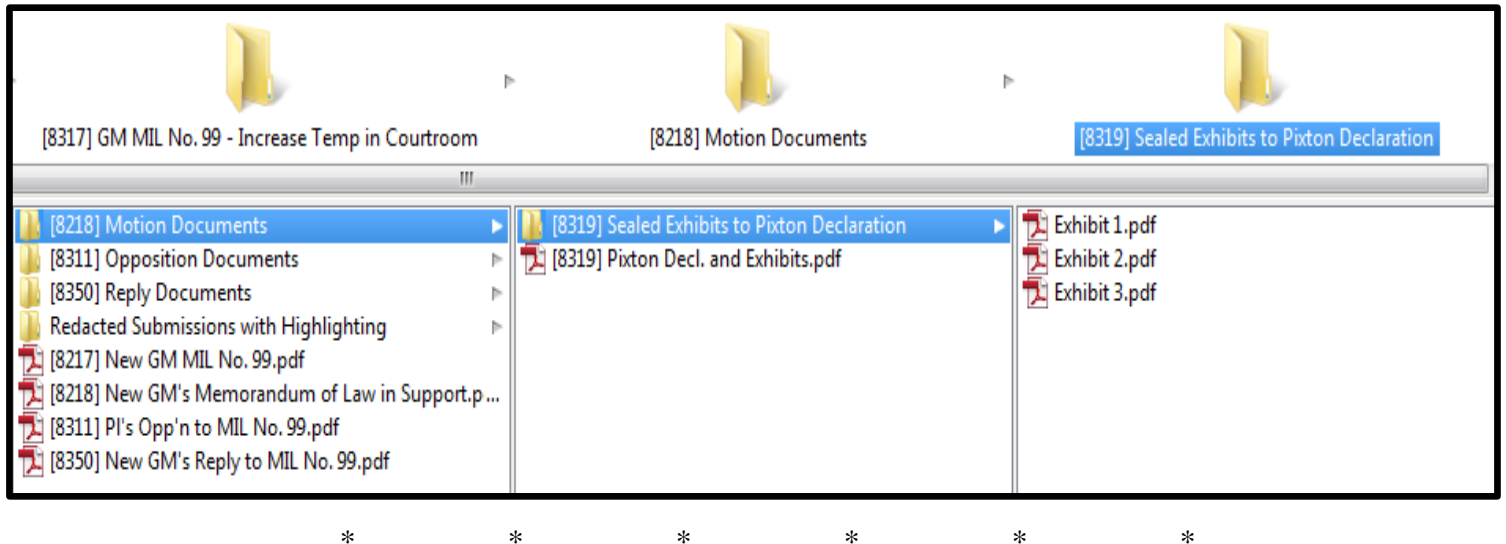 [8317] GM MIL No. 99 - Increase Temp in Courtroom
[8218] Motion Documents
[8319] Sealed Exhibits to Pixton Declaration
[8218] Motion Documents
[8311] Opposition Documents
[8350] Reply Documents
Redacted Submissions with Highlighting
[8217] New GM MIL No. 99.pdf
[8218] New GM's Memorandum of Law in Support.p...
[8311] Pl's Opp'n to MIL No. 99.pdf
[8350] New GM's Reply to MIL No. 99.pdf
[8319] Sealed Exhibits to Pixton Declaration
[8319] Pixton Decl. and Exhibits.pdf
Exhibit 1.pdf
Exhibit 2.pdf
Exhibit 3.pdf
* * * * * *